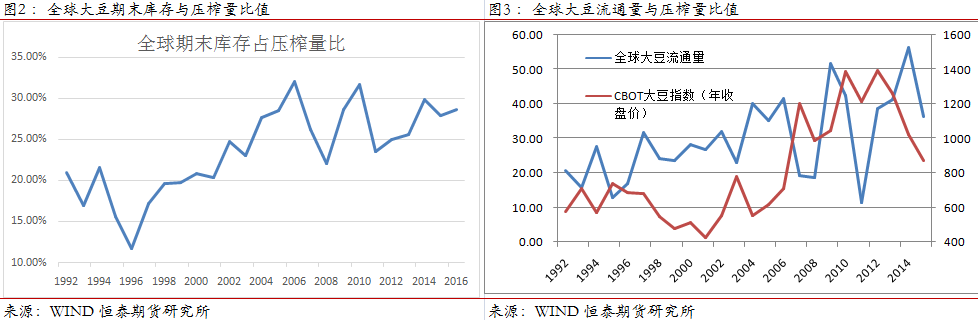 图2 : 全球大豆期末库存与压榨量比值
全球期末库存占压榨量比
35.00%
30.00%
25.00%
20.00%
15.00%
10.00%
1992 1994 1996 1998 2000 2002 2004 2006 2008 2010 2012 2014 2016
来源: WIND 恒泰期货研究所
图3 : 全球大豆流通量与压榨量比值
60.00
50.00
40.00
30.00
20.00
10.00
0.00
全球大豆流通量
CBOT大豆指数（年收
盘价）
1600
1400
1200
1000
800
600
400
1992 1994 1996 1998 2000 2002 2004 2006 2008 2010 2012 2014
来源: WIND 恒泰期货研究所